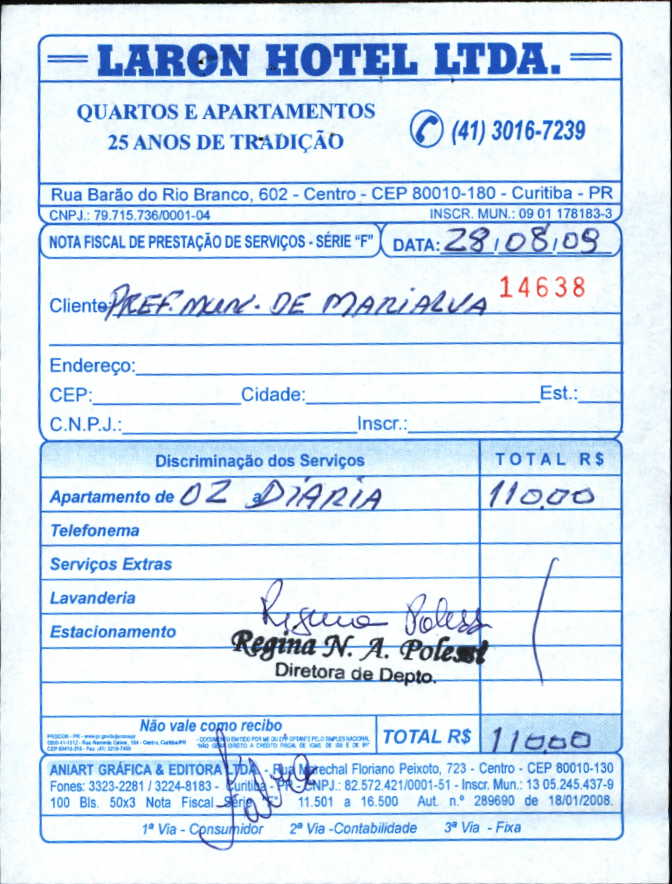 LARON HOTEL LTDA.
QUARTOS E APARTAMENTOS
25 ANOS DE TRADIÇÃO
(41) 3016-7239
Rua Barão do Rio Branco, 602 - Centro - CEP 80010-180 - Curitiba - PR
CNPJ.: 79.715.736/0001-04 INSCR. MUN.: 09 01 178183-3
NOTA FISCAL DE PRESTAÇÃO DE SERVIÇOS - SÉRIE "F" DATA: 28/08/09
14638
Cliente: PREF. MUN. DE MARIALVA
Endereço:
CEP: Cidade: Est.:
C.N.P.J.: Inscr.:
Discriminação dos Serviços TOTAL R$
Apartamento de 02 a DIÁRIA 110,00
Telefonema
Serviços Extras
Lavanderia
Estacionamento
Regina Polessi
Regina N. A. Polessi
Diretora de Depto.
Não vale como recibo
TOTAL R$ 110,00
ANIART GRÁFICA & EDITORA LTDA. - Rua Marechal Floriano Peixoto, 723 - Centro - CEP 80010-130
Fones: 3323-2281 / 3224-8183 - Curitiba - PR - CNPJ.: 82.572.421/0001-51 - Inscr. Mun.: 13 05.245.437-9
100 Bls. 50x3 Nota Fiscal Série 11.501 a 16.500 Aut. n.º 289690 de 18/01/2008.
1ª Via - Consumidor 2ª Via -Contabilidade 3ª Via - Fixa